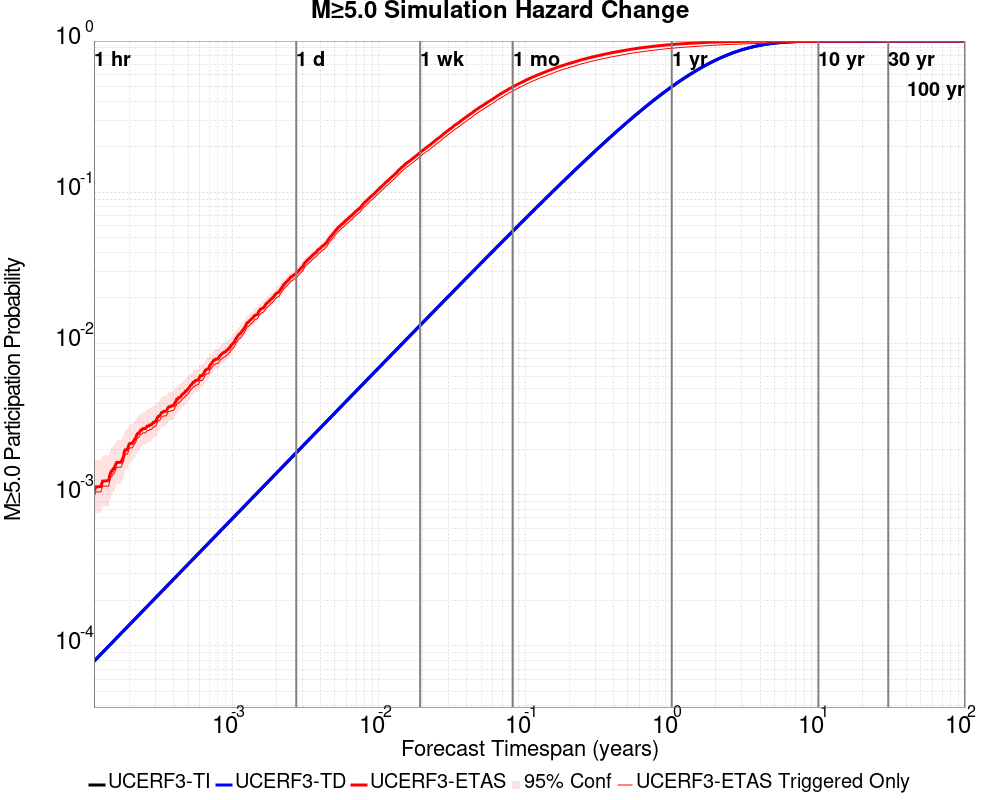 M≥5.0 Simulation Hazard Change
10^0
10^-1
10^-2
10^-3
10^-4
M≥5.0 Participation Probability
1 hr
1 d
1 wk
1 mo
1 yr
10 yr
30 yr
100 yr
10^-3
10^-2
10^-1
10^0
10^1
10^2
Forecast Timespan (years)
UCERF3-TI UCERF3-TD UCERF3-ETAS 95% Conf UCERF3-ETAS Triggered Only